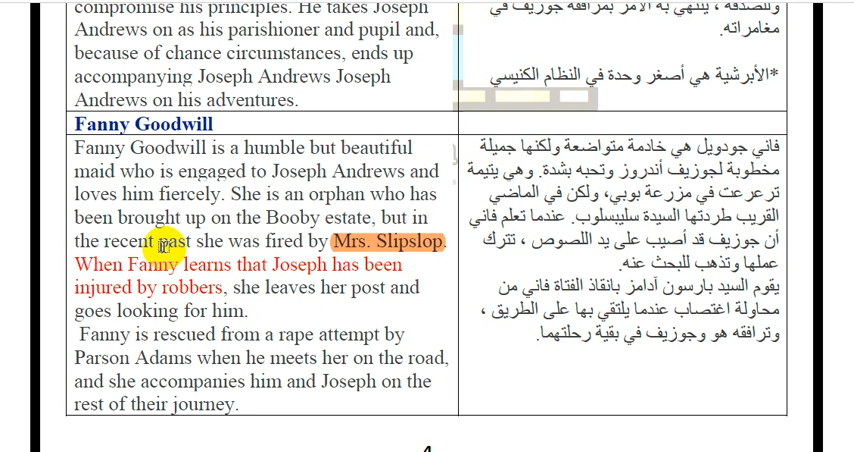 compromise his principles. He takes Joseph
Andrews on as his parishioner and pupil and,
because of chance circumstances, ends up
accompanying Joseph Andrews Joseph
Andrews on his adventures.
وللصدفة ، ينتهي به الأمر بمرافقة جوزيف في
مغامراته.
*الأبرشية هي أصغر وحدة في النظام الكنيسي
Fanny Goodwill
Fanny Goodwill is a humble but beautiful
maid who is engaged to Joseph Andrews and
loves him fiercely. She is an orphan who has
been brought up on the Booby estate, but in
the recent past she was fired by Mrs. Slipslop.
When Fanny learns that Joseph has been
injured by robbers, she leaves her post and
goes looking for him.
Fanny is rescued from a rape attempt by
Parson Adams when he meets her on the road,
and she accompanies him and Joseph on the
rest of their journey.
فاني جودويل هي خادمة متواضعة ولكنها جميلة
مخطوبة لجوزيف أندروز وتحبه بشدة. وهي يتيمة
ترعرعت في مزرعة بوبي، ولكن في الماضي
القريب طردتها السيدة سليبسلوب. عندما تعلم فاني
أن جوزيف قد أصيب على يد اللصوص ، تترك
عملها وتذهب للبحث عنه.
يقوم السيد بارسون آدامز بانقاذ الفتاة فاني من
محاولة اغتصاب عندما يلتقي بها على الطريق ،
وترافقه هو وجوزيف في بقية رحلتهما.